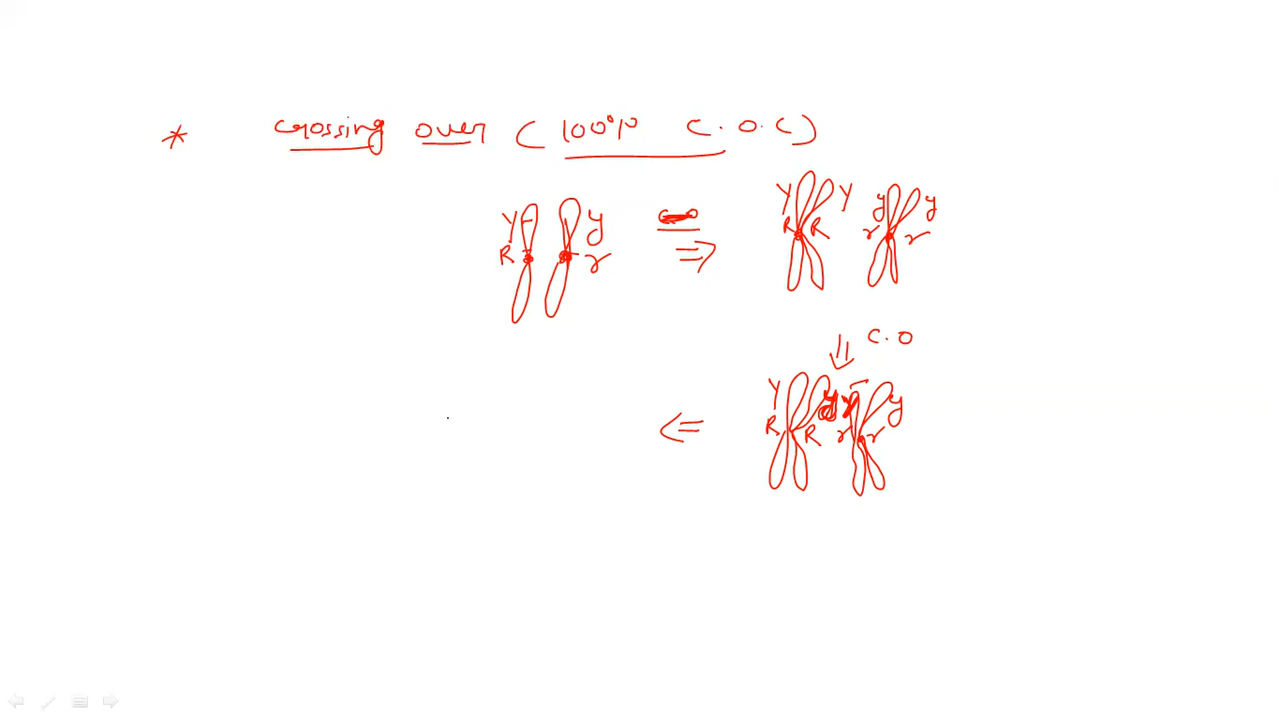 * Crossing over (100% C.O.C)
Y y
R r
Y Y y y
R R r r
C.O
Y y Y y
R R r r